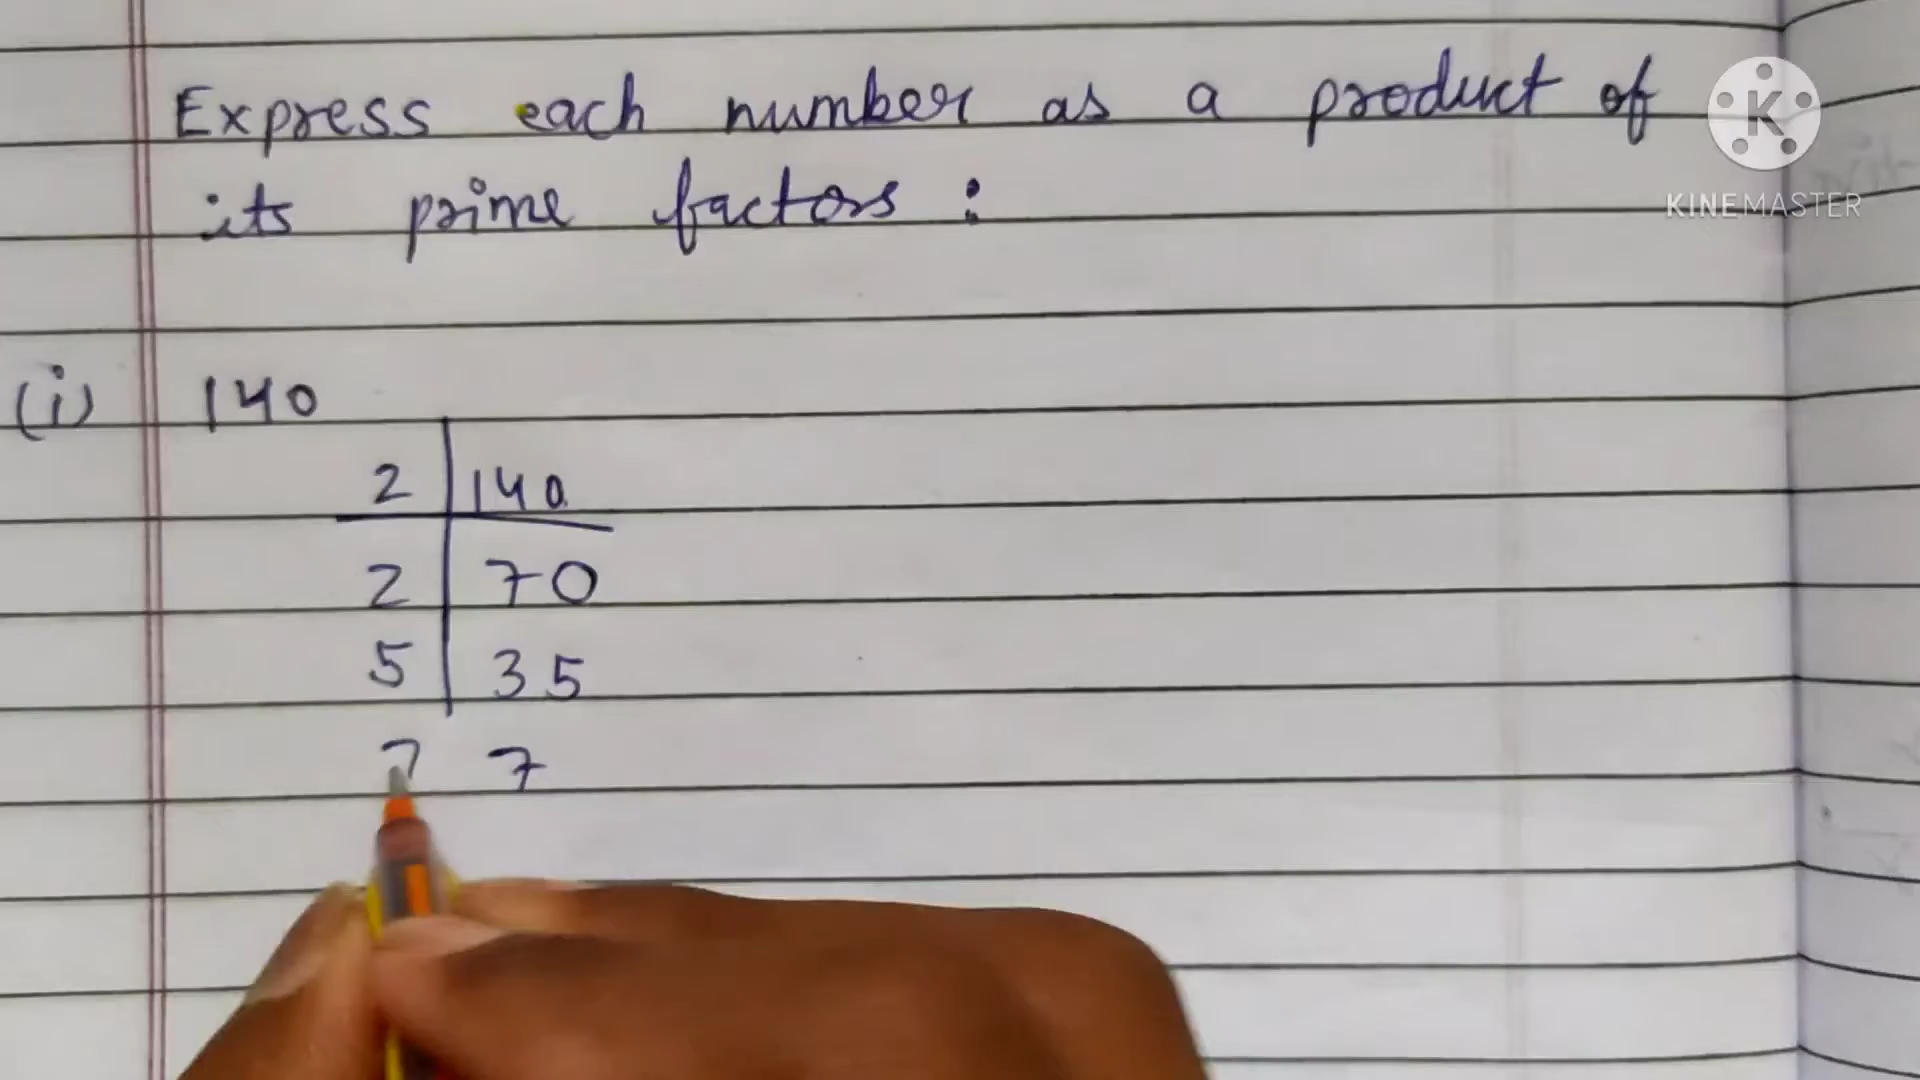 Express each number as a product of
its prime factors :
K
KINEMASTER
(i) 140
2 140
2 70
5 35
7 7